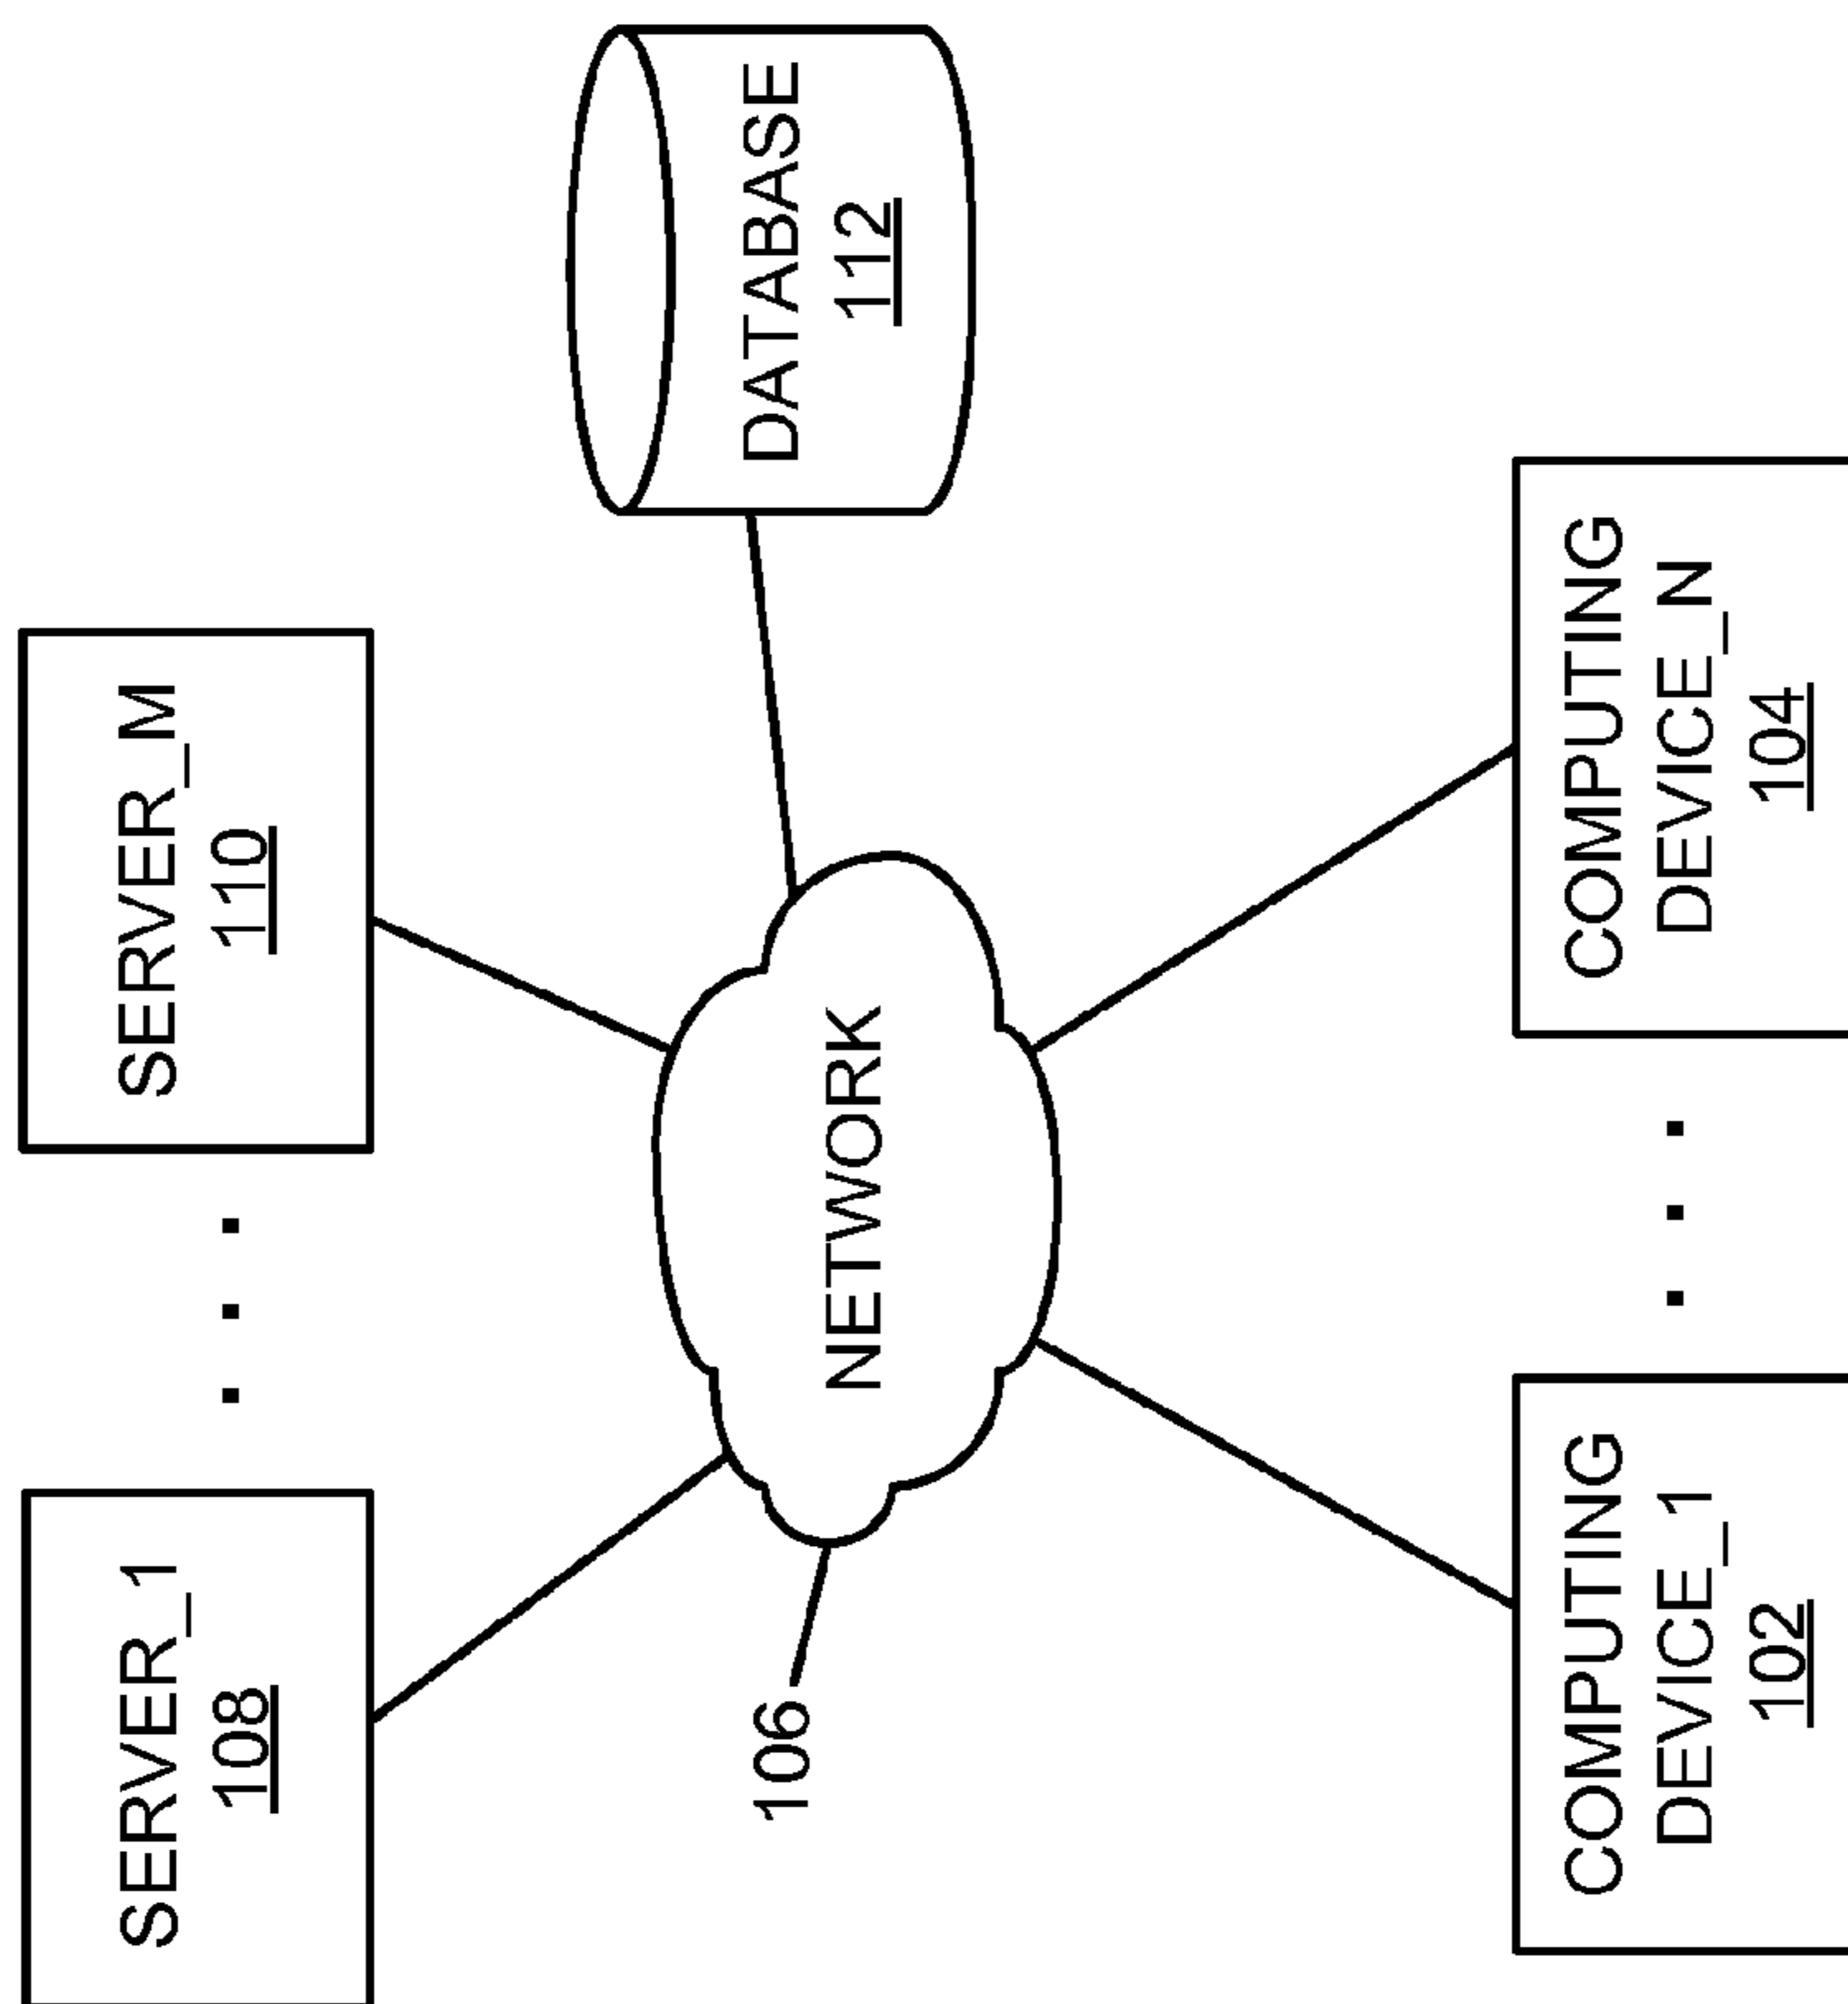 SERVER_1
108
SERVER_M
110
DATABASE
112
NETWORK
106
COMPUTING
DEVICE_1
102
COMPUTING
DEVICE_N
104